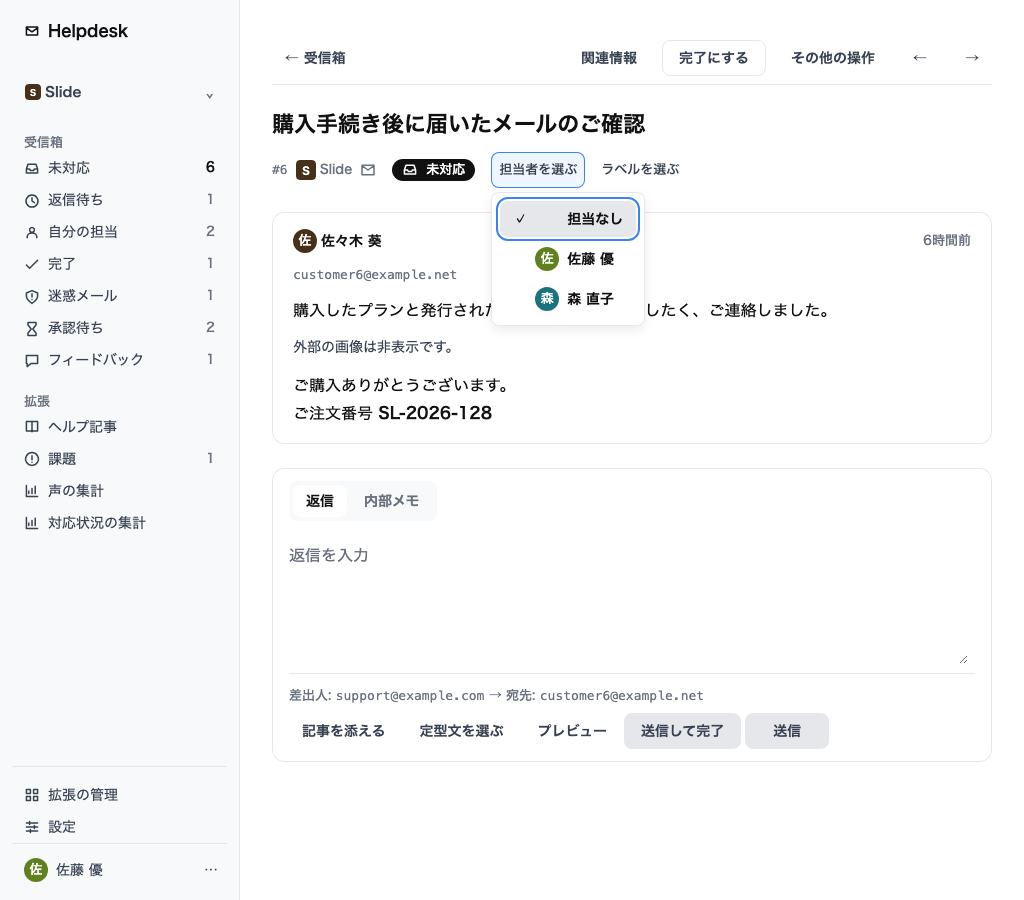 Helpdesk
S Slide
受信箱
未対応 6
返信待ち 1
自分の担当 2
完了 1
迷惑メール 1
承認待ち 2
フィードバック 1
拡張
ヘルプ記事
課題 1
声の集計
対応状況の集計
拡張の管理
設定
佐 佐藤 優 …
← 受信箱 関連情報 完了にする その他の操作 ← →
購入手続き後に届いたメールのご確認
#6 S Slide 未対応 担当者を選ぶ ラベルを選ぶ
✓ 担当なし
佐 佐藤 優
森 森 直子
佐 佐々木 葵 6時間前
customer6@example.net
購入したプランと発行された したく、ご連絡しました。
外部の画像は非表示です。
ご購入ありがとうございます。
ご注文番号 SL-2026-128
返信 内部メモ
返信を入力
差出人: support@example.com → 宛先: customer6@example.net
記事を添える 定型文を選ぶ プレビュー 送信して完了 送信